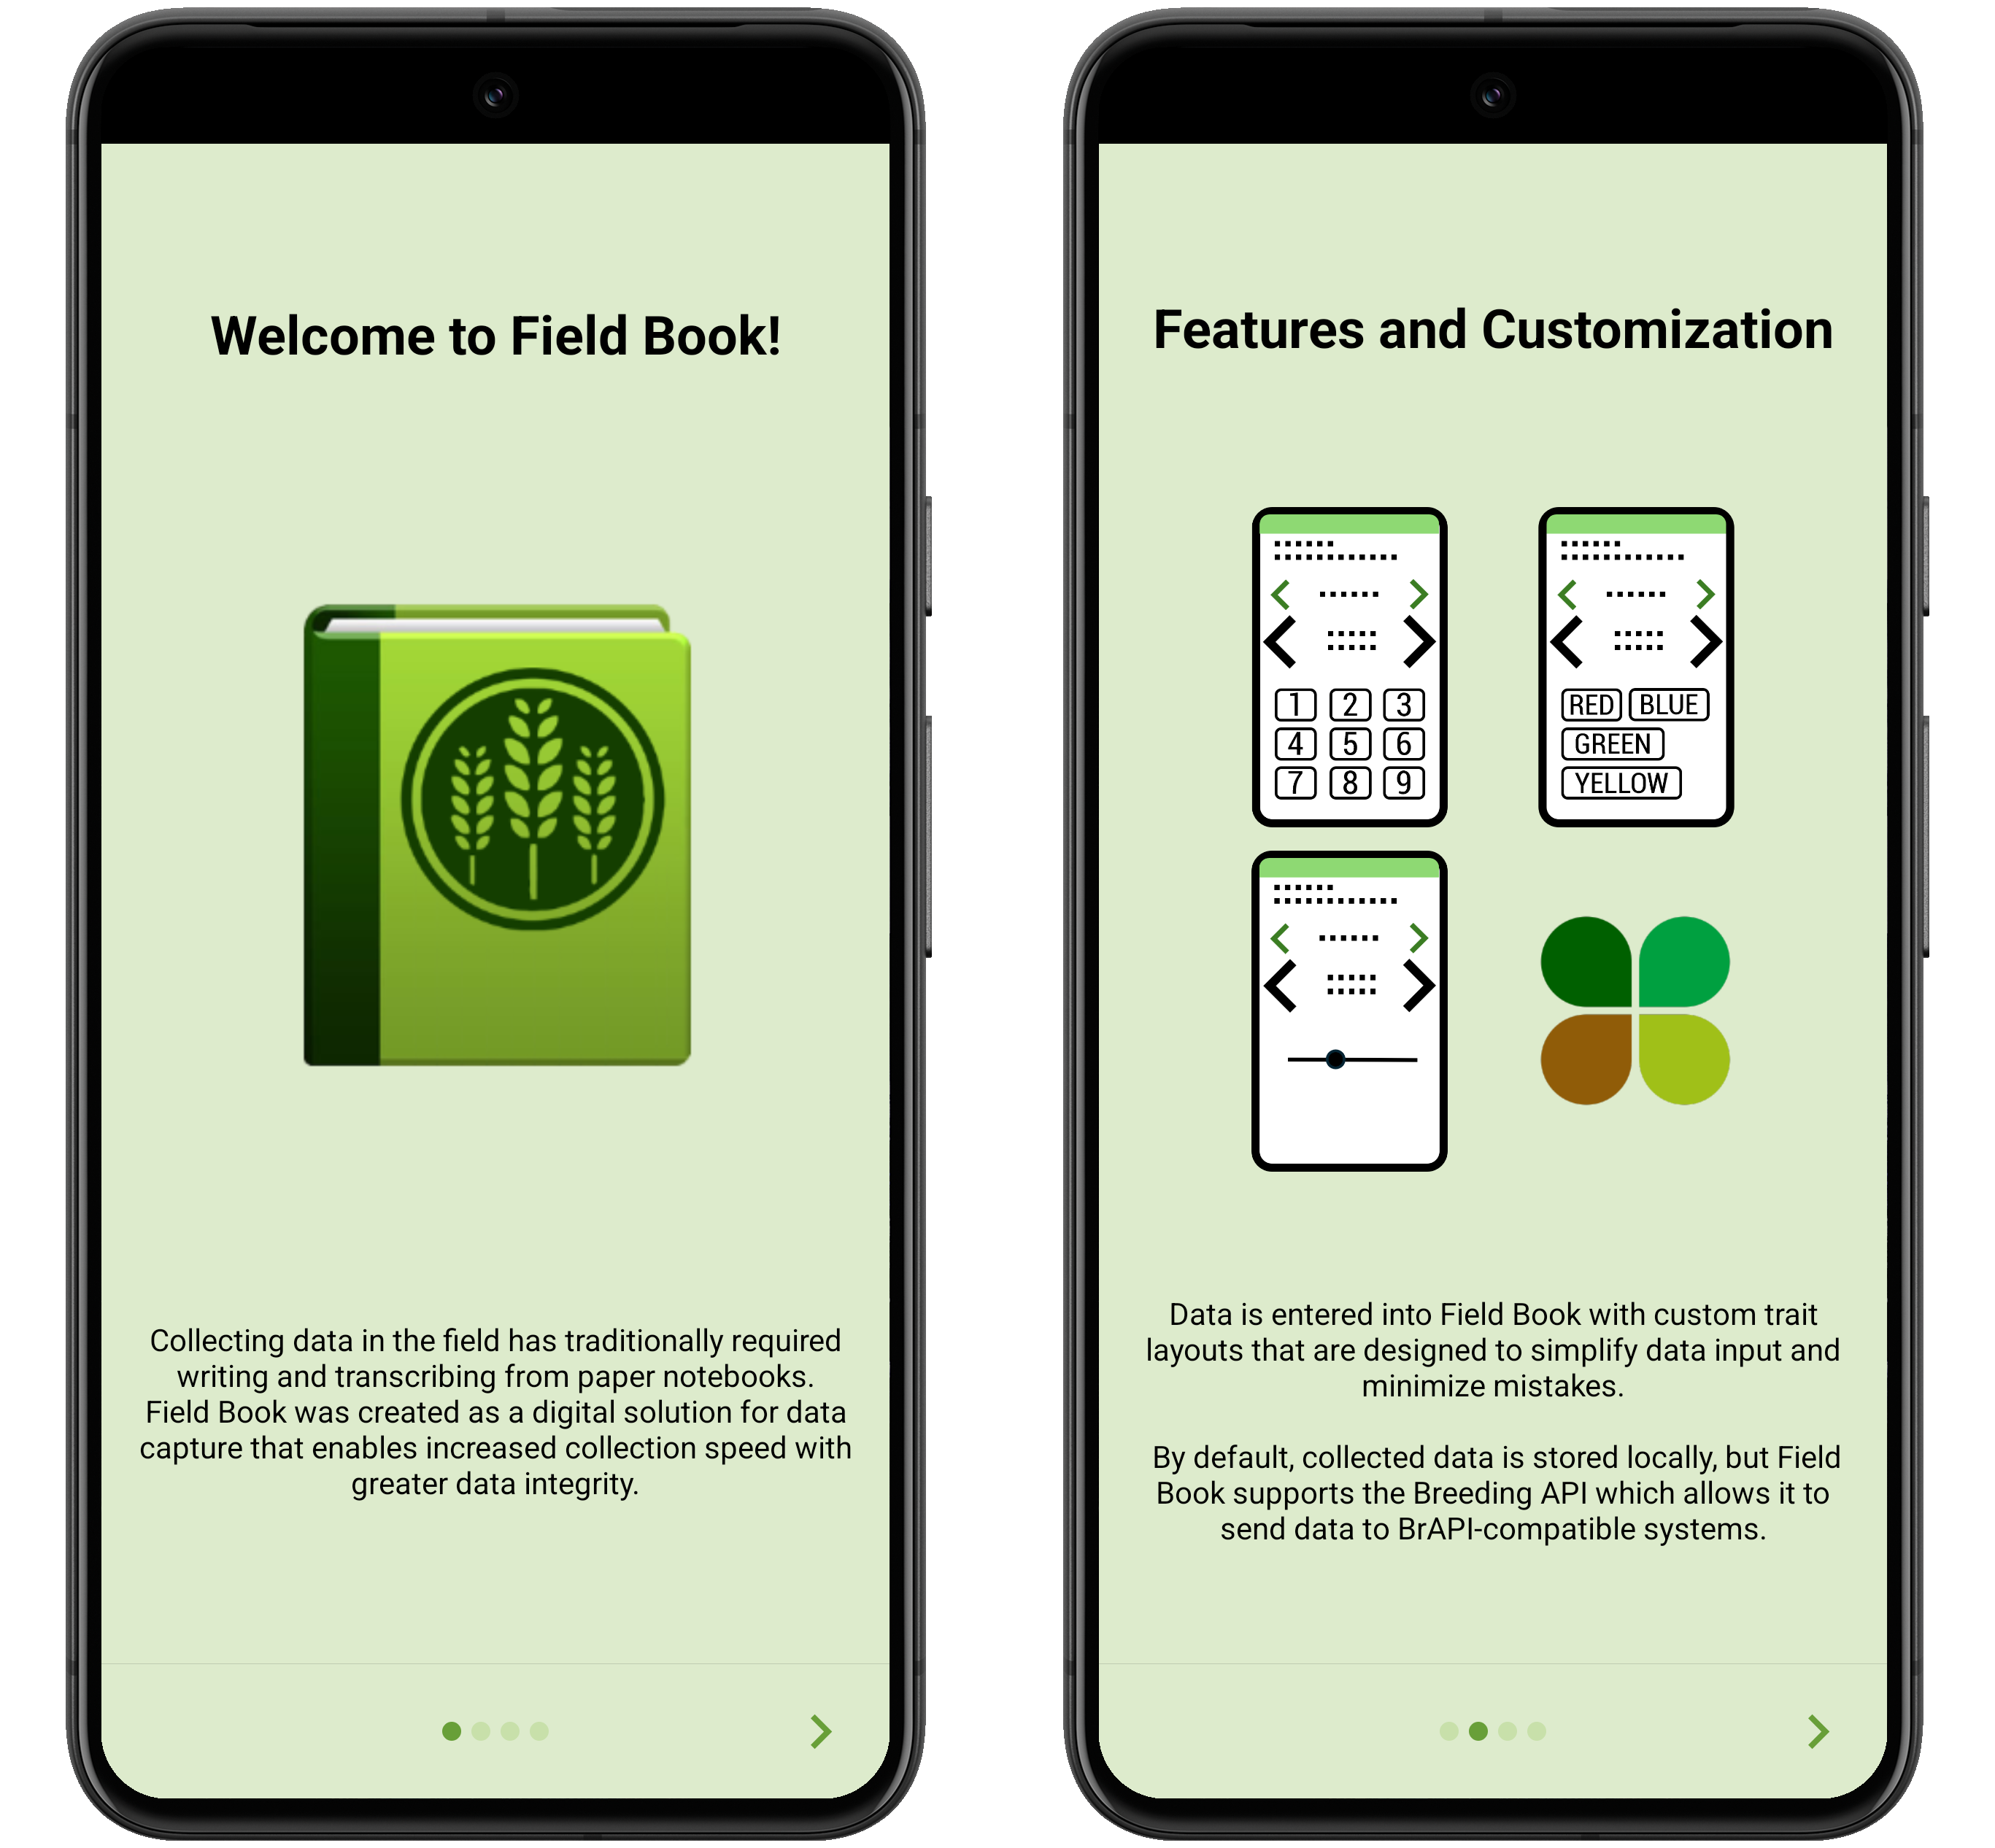 Welcome to Field Book!
Collecting data in the field has traditionally required
writing and transcribing from paper notebooks.
Field Book was created as a digital solution for data
capture that enables increased collection speed with
greater data integrity.
Features and Customization
1 2 3
4 5 6
7 8 9
RED BLUE
GREEN
YELLOW
Data is entered into Field Book with custom trait
layouts that are designed to simplify data input and
minimize mistakes.
By default, collected data is stored locally, but Field
Book supports the Breeding API which allows it to
send data to BrAPI-compatible systems.